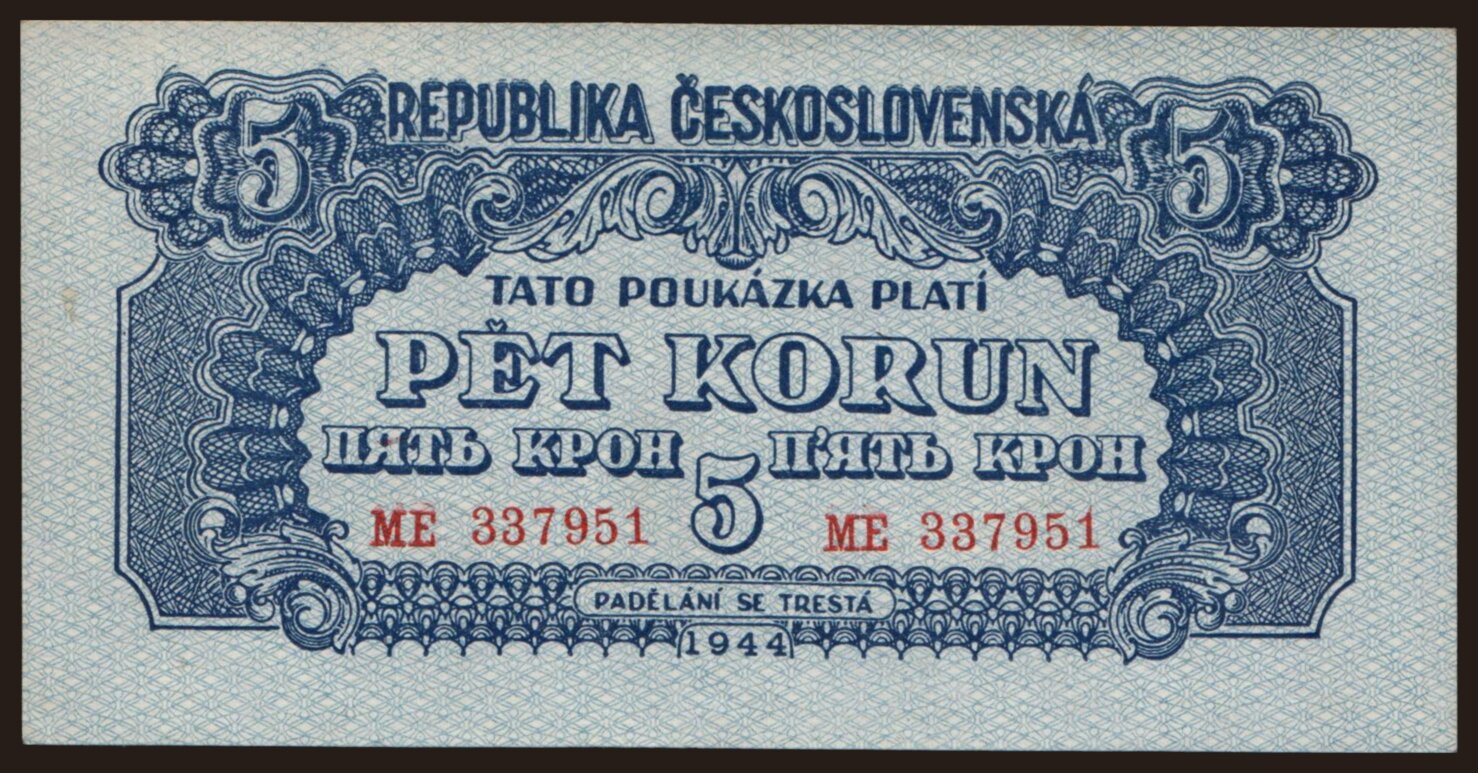 5 REPUBLIKA ČESKOSLOVENSKÁ 5
TATO POUKÁZKA PLATÍ
PĚT KORUN
ПЯТЬ КРОН П'ЯТЬ КРОН
5
ME 337951 ME 337951
PADĚLÁNÍ SE TRESTÁ
1944